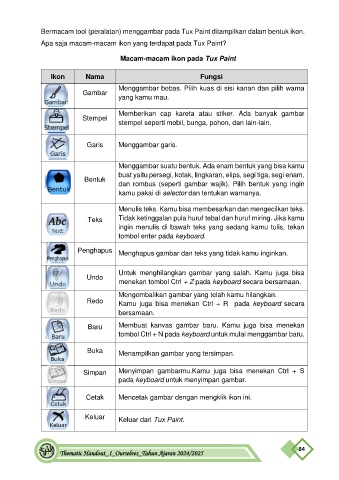 Bermacam tool (peralatan) menggambar pada Tux Paint ditampilkan dalam bentuk ikon.
Apa saja macam-macam ikon yang terdapat pada Tux Paint?
Macam-macam ikon pada Tux Paint
Ikon Nama Fungsi
Gambar Gambar Menggambar bebas. Pilih kuas di sisi kanan dan pilih warna
yang kamu mau.
Stempel Stempel Memberikan cap kareta atau stiker. Ada banyak gambar
stempel seperti mobil, bunga, pohon, dan lain-lain.
Garis Garis Menggambar garis.
Bentuk Bentuk Menggambar suatu bentuk. Ada enam bentuk yang bisa kamu
buat yaitu persegi, kotak, lingkaran, elips, segi tiga, segi enam,
dan rombus (seperti gambar wajik). Pilih bentuk yang ingin
kamu pakai di selector dan tentukan warnanya.
Abc
Text Teks Menulis teks. Kamu bisa membesarkan dan mengecilkan teks.
Tidak ketinggalan pula huruf tebal dan huruf miring. Jika kamu
ingin menulis di bawah teks yang sedang kamu tulis, tekan
tombol enter pada keyboard.
Penghapus Penghapus Menghapus gambar dan teks yang tidak kamu inginkan.
Undo Undo Untuk menghilangkan gambar yang salah. Kamu juga bisa
menekan tombol Ctrl + Z pada keyboard secara bersamaan.
Redo Redo Mengembalikan gambar yang telah kamu hilangkan.
Kamu juga bisa menekan Ctrl + R pada keyboard secara
bersamaan.
Baru Baru Membuat kanvas gambar baru. Kamu juga bisa menekan
tombol Ctrl + N pada keyboard untuk mulai menggambar baru.
Buka Buka Menampilkan gambar yang tersimpan.
Simpan Simpan Menyimpan gambarmu.Kamu juga bisa menekan Ctrl + S
pada keyboard untuk menyimpan gambar.
Cetak Cetak Mencetak gambar dengan mengklik ikon ini.
Keluar Keluar Keluar dari Tux Paint.
Thematic Handout_1_Ourselves_Tahun Ajaran 2024/2025 84